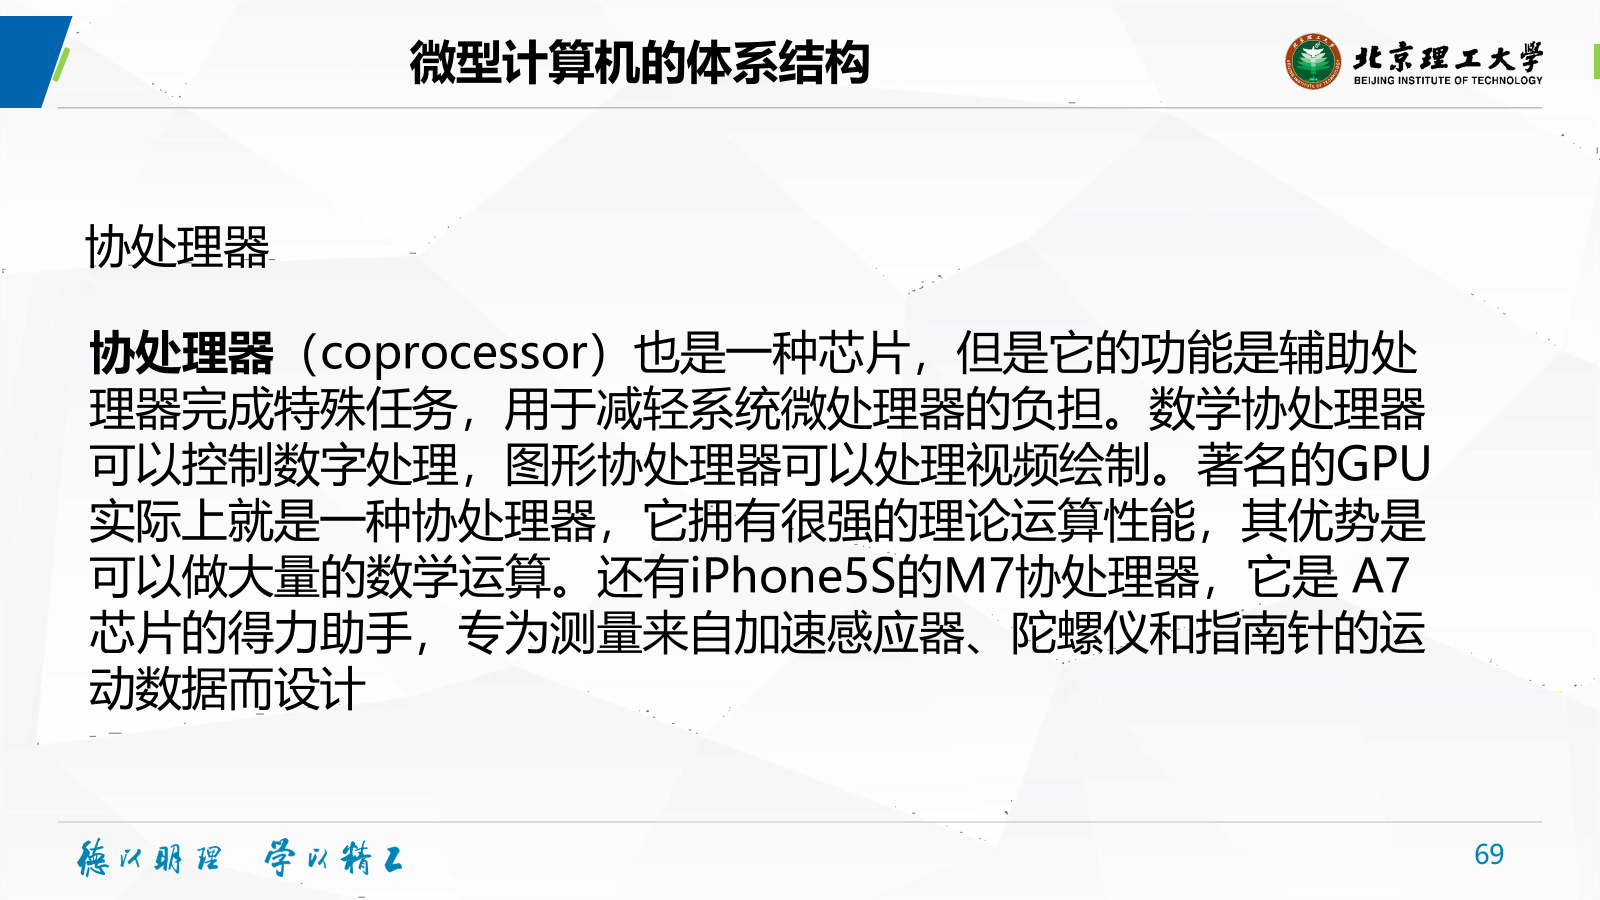 微型计算机的体系结构
北京理工大学
BEIJING INSTITUTE OF TECHNOLOGY
协处理器
协处理器（coprocessor）也是一种芯片，但是它的功能是辅助处
理器完成特殊任务，用于减轻系统微处理器的负担。数学协处理器
可以控制数字处理，图形协处理器可以处理视频绘制。著名的GPU
实际上就是一种协处理器，它拥有很强的理论运算性能，其优势是
可以做大量的数学运算。还有iPhone5S的M7协处理器，它是 A7
芯片的得力助手，专为测量来自加速感应器、陀螺仪和指南针的运
动数据而设计
德以明理 学以精工
69